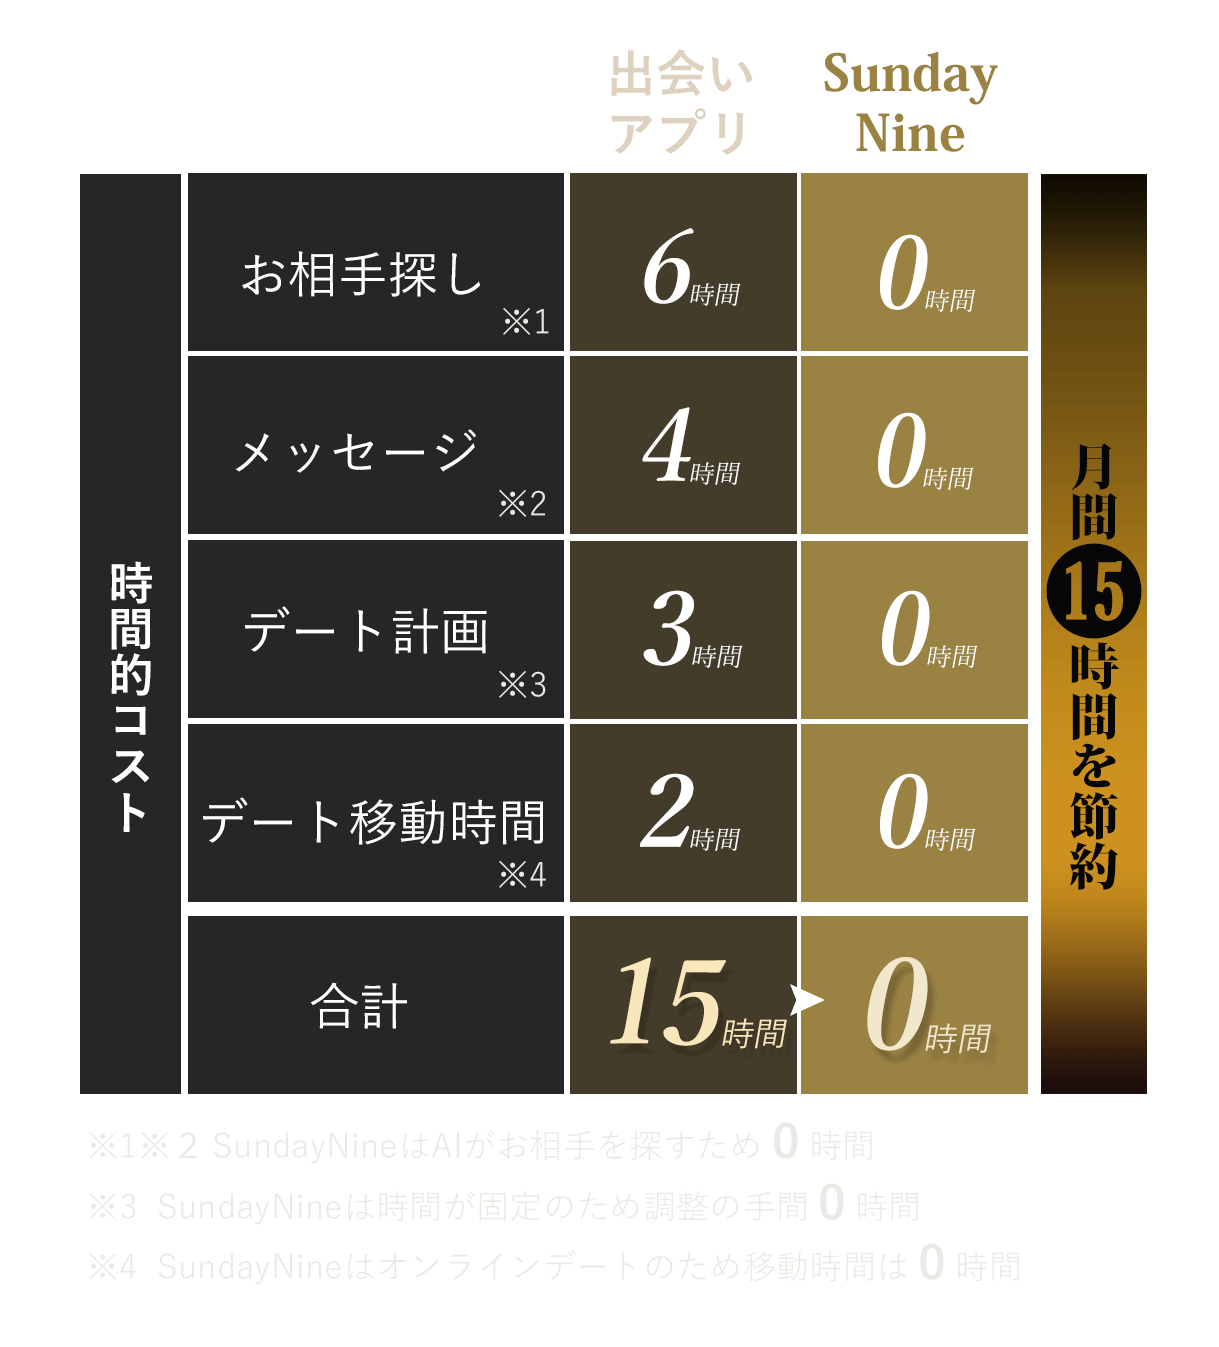 出会い
アプリ
Sunday
Nine
時間的コスト
お相手探し
※1
6時間
0時間
メッセージ
※2
4時間
0時間
デート計画
※3
3時間
0時間
デート移動時間
※4
2時間
0時間
合計
15時間
0時間
月間15時間を節約
※1※２ SundayNineはAIがお相手を探すため 0 時間
※3 SundayNineは時間が固定のため調整の手間 0 時間
※4 SundayNineはオンラインデートのため移動時間は 0 時間